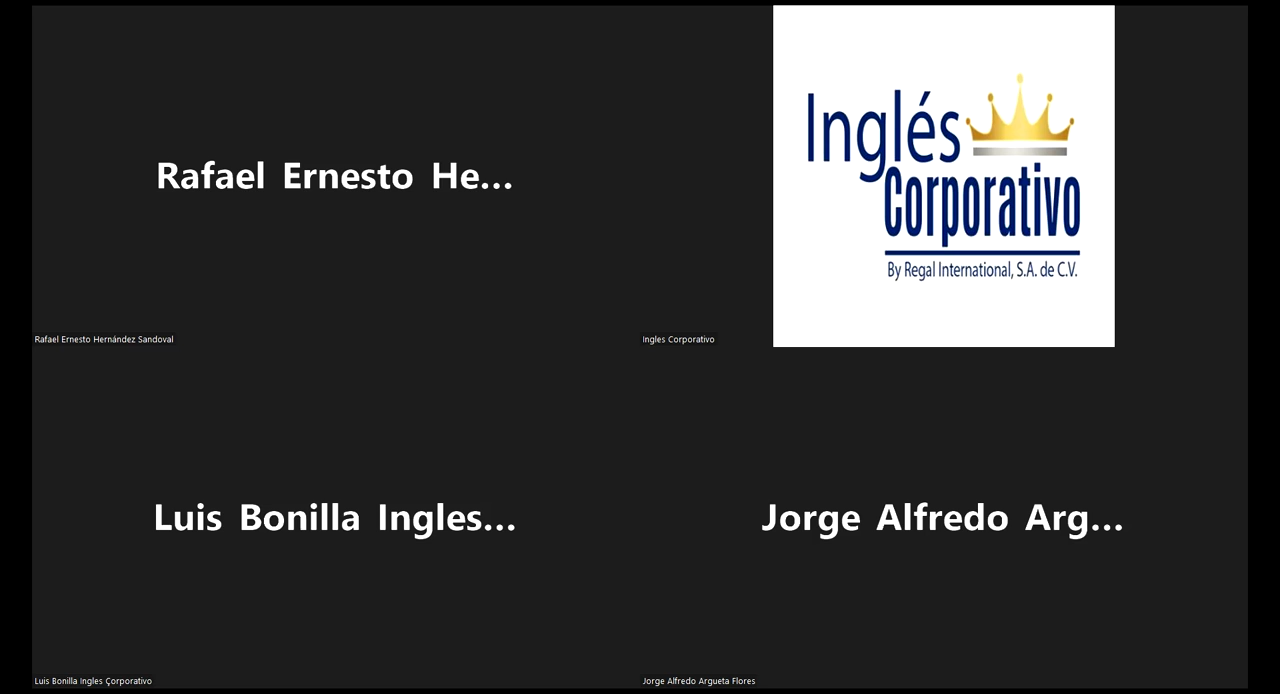 Rafael Ernesto He...
Rafael Ernesto Hernández Sandoval
Inglés
Corporativo
By Regal International, S.A. de C.V.
Ingles Corporativo
Luis Bonilla Ingles...
Luis Bonilla Ingles Çorporativo
Jorge Alfredo Arg...
Jorge Alfredo Argueta Flores